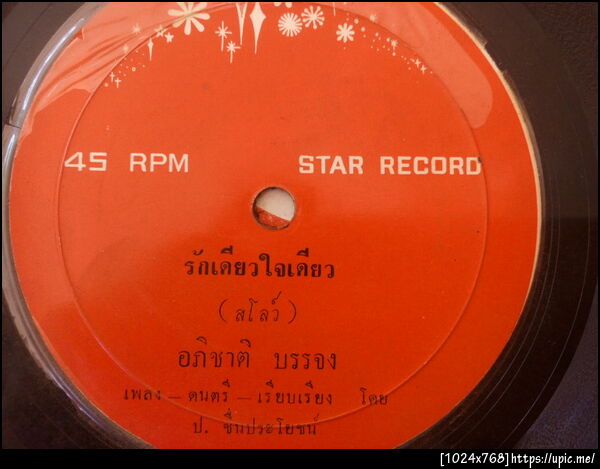 45 RPM STAR RECORD
รักเดียวใจเดียว
(สโลว์)
อภิชาติ บรรจง
เพลง - ดนตรี - เรียบเรียง โดย
ป. ชื่นประโยชน์
[1024x768]https://upic.me/